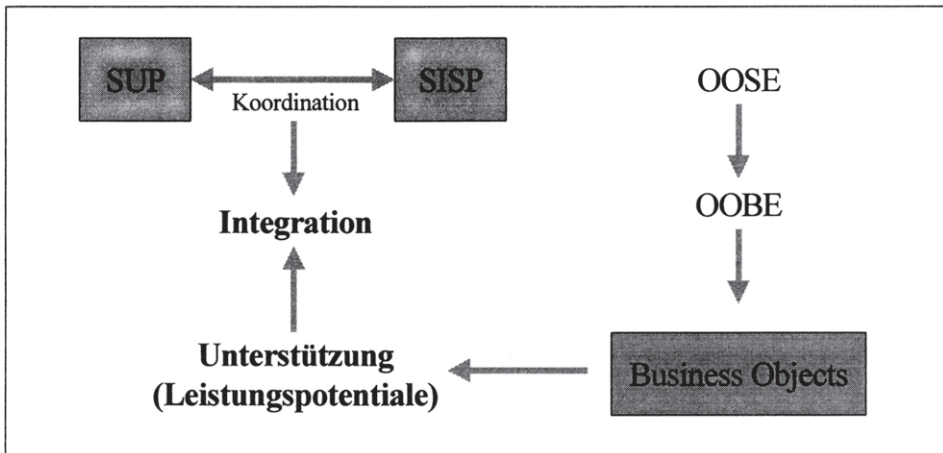 SUP
SISP
Koordination
Integration
Unterstützung
(Leistungspotentiale)
OOSE
OOBE
Business Objects